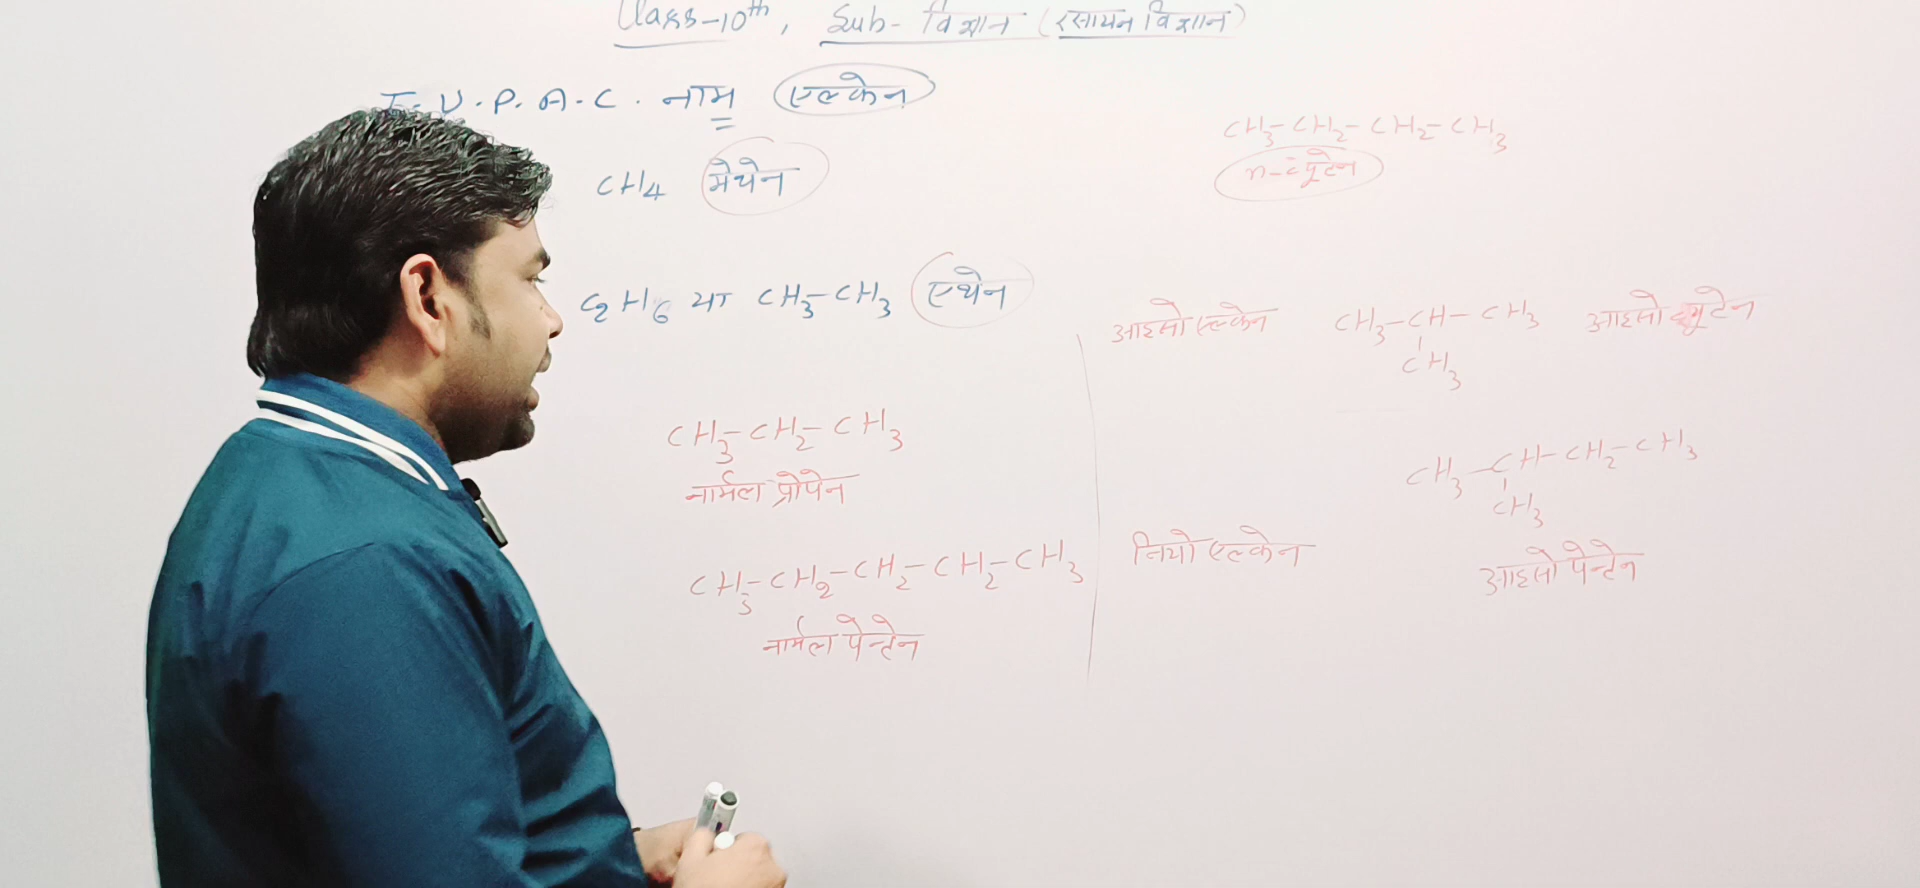 Class-10th, Sub- विज्ञान (रसायन विज्ञान)
I.U.P.A.C. नाम एल्केन
CH4 मेथेन
C2H6 या CH3-CH3 एथेन
CH3-CH2-CH3
नार्मल प्रोपेन
CH3-CH2-CH2-CH2-CH3
नार्मल पेन्टेन
CH3-CH2-CH2-CH3
n-ब्यूटेन
आइसो एल्केन CH3-CH-CH3 आइसो ब्यूटेन
CH3
CH3-CH-CH2-CH3
CH3
आइसो पेन्टेन
नियो एल्केन